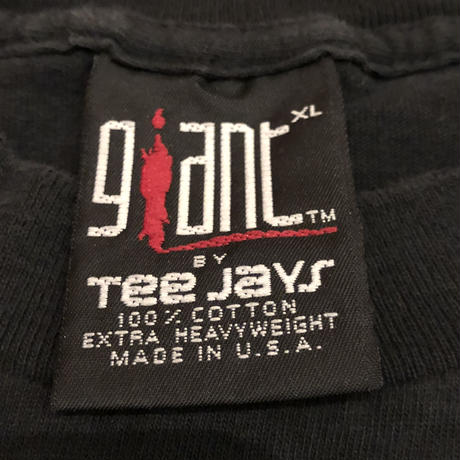 giant XL
TM
BY
Tee Jays
100% COTTON
EXTRA HEAVYWEIGHT
MADE IN U.S.A.